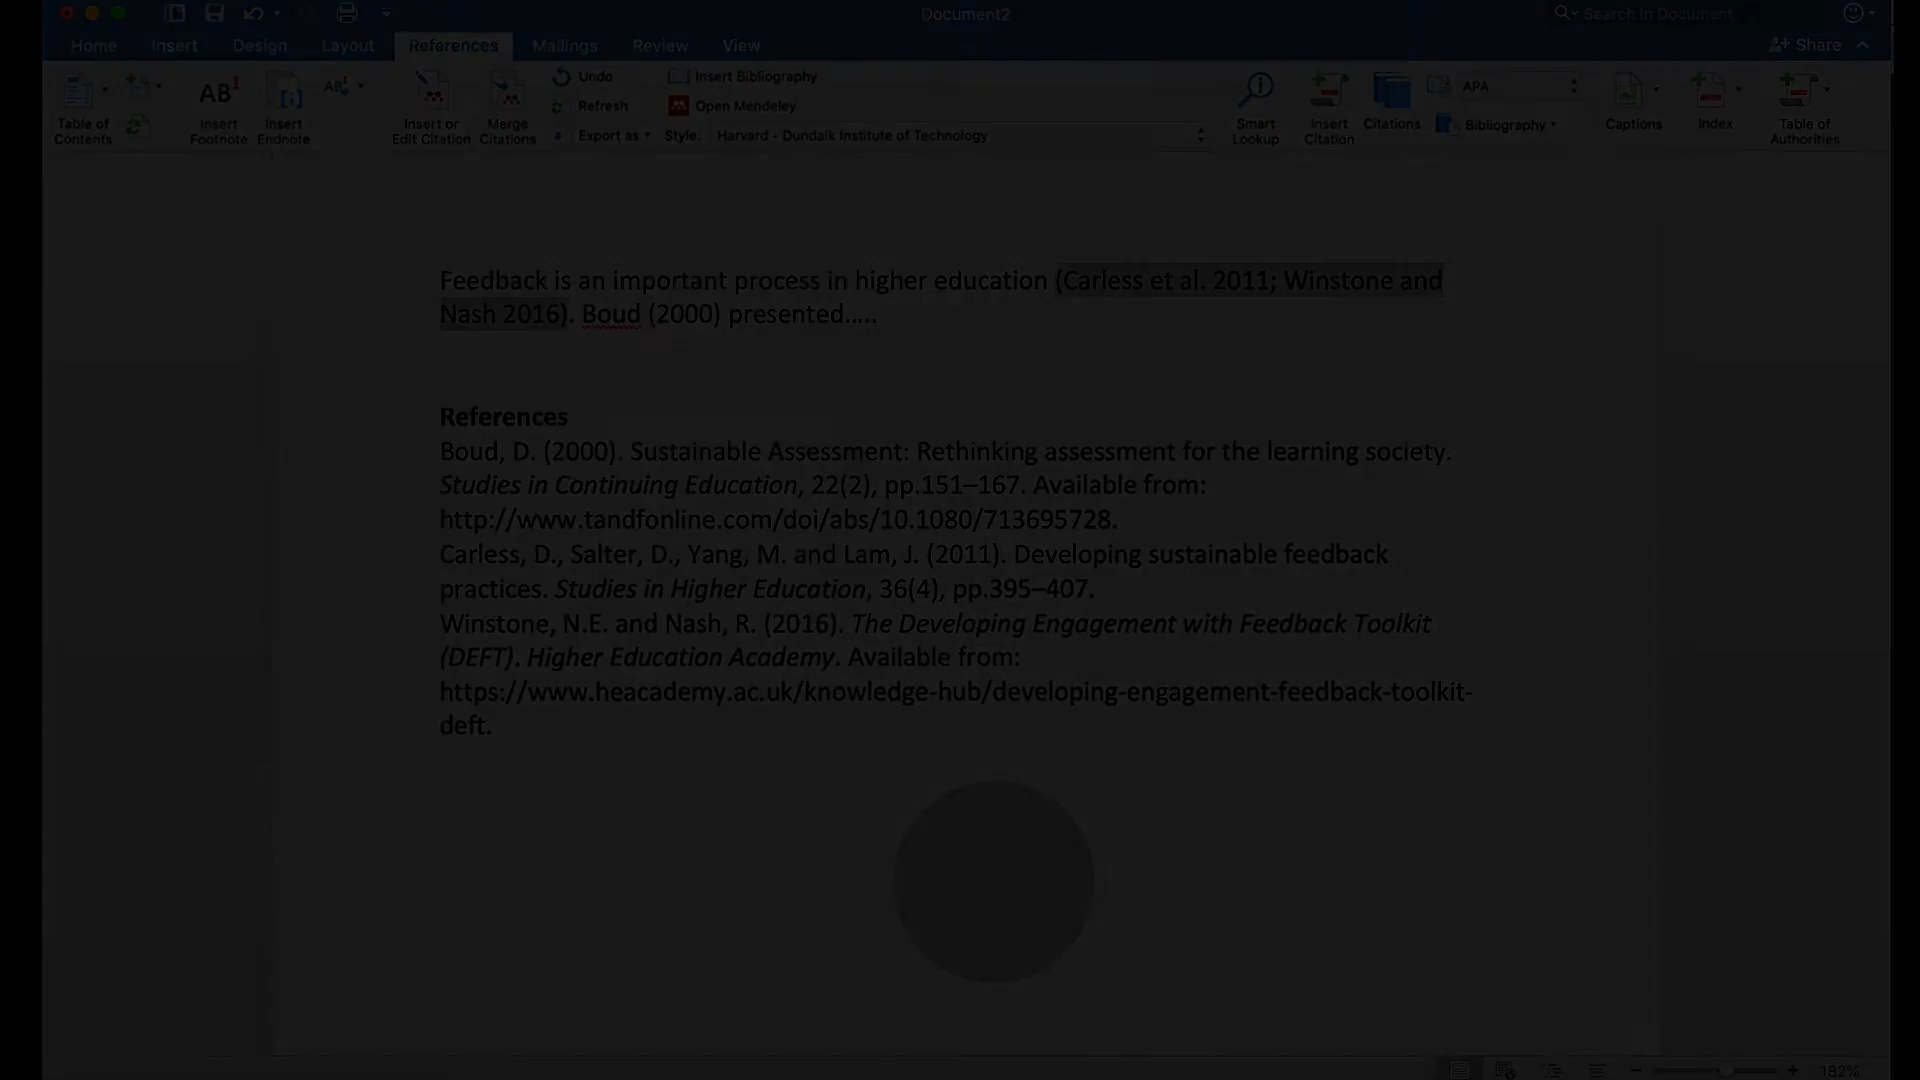 Document2
Search in Document
Home Insert Design Layout References Mailings Review View
Share
Table of Contents
AB1 Insert Footnote
Insert Endnote
AB1
Insert or Edit Citation
Merge Citations
Undo
Refresh
Export as
Insert Bibliography
Open Mendeley
Style: Harvard - Dundalk Institute of Technology
Smart Lookup
Insert Citation
Citations
APA
Bibliography
Captions
Index
Table of Authorities
Feedback is an important process in higher education (Carless et al. 2011; Winstone and
Nash 2016). Boud (2000) presented.....
References
Boud, D. (2000). Sustainable Assessment: Rethinking assessment for the learning society.
Studies in Continuing Education, 22(2), pp.151–167. Available from:
http://www.tandfonline.com/doi/abs/10.1080/713695728.
Carless, D., Salter, D., Yang, M. and Lam, J. (2011). Developing sustainable feedback
practices. Studies in Higher Education, 36(4), pp.395–407.
Winstone, N.E. and Nash, R. (2016). The Developing Engagement with Feedback Toolkit
(DEFT). Higher Education Academy. Available from:
https://www.heacademy.ac.uk/knowledge-hub/developing-engagement-feedback-toolkit-
deft.
182%